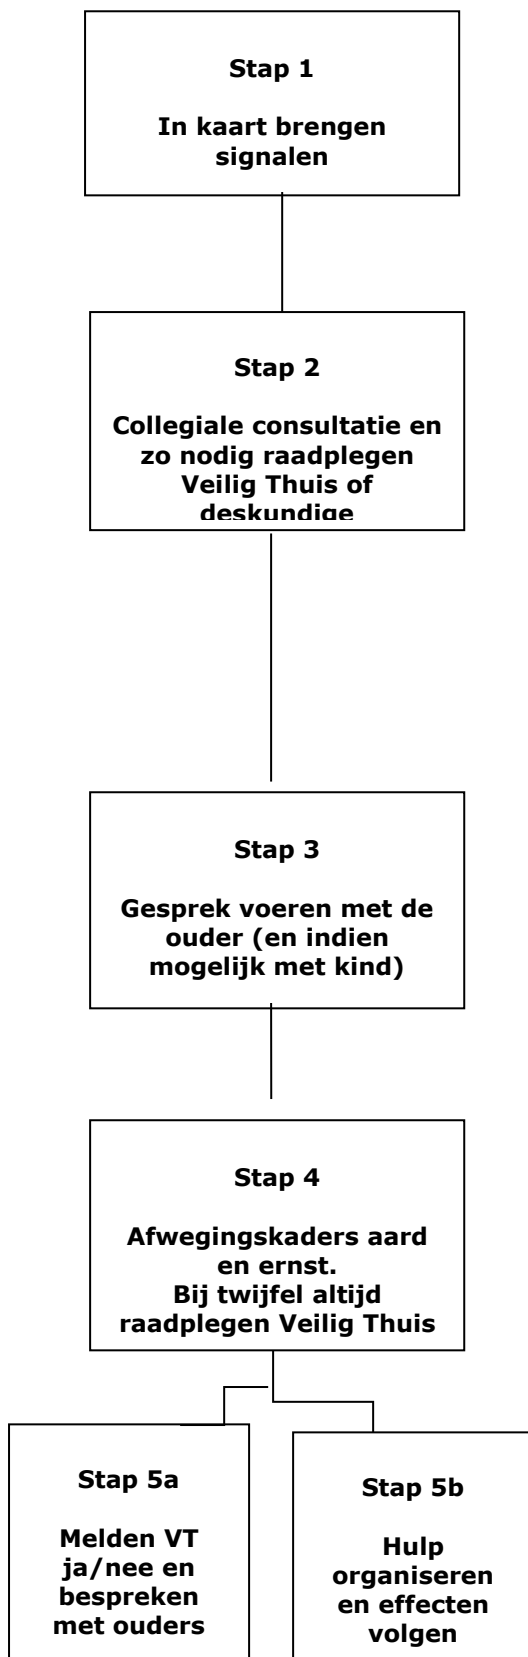 Stap 1
In kaart brengen
signalen
Stap 2
Collegiale consultatie en
zo nodig raadplegen
Veilig Thuis of
deskundige
Stap 3
Gesprek voeren met de
ouder (en indien
mogelijk met kind)
Stap 4
Afwegingskaders aard
en ernst.
Bij twijfel altijd
raadplegen Veilig Thuis
Stap 5a
Melden VT
ja/nee en
bespreken
met ouders
Stap 5b
Hulp
organiseren
en effecten
volgen